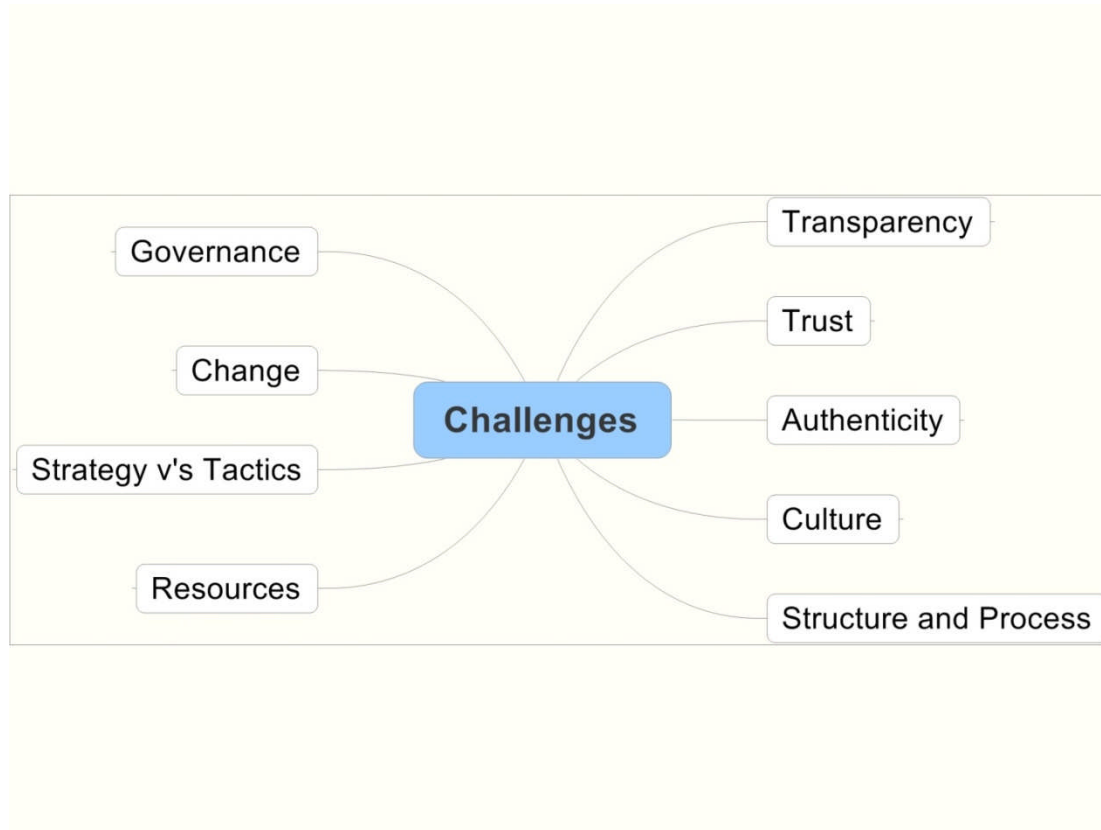 Governance
Change
Strategy v's Tactics
Resources
Challenges
Transparency
Trust
Authenticity
Culture
Structure and Process